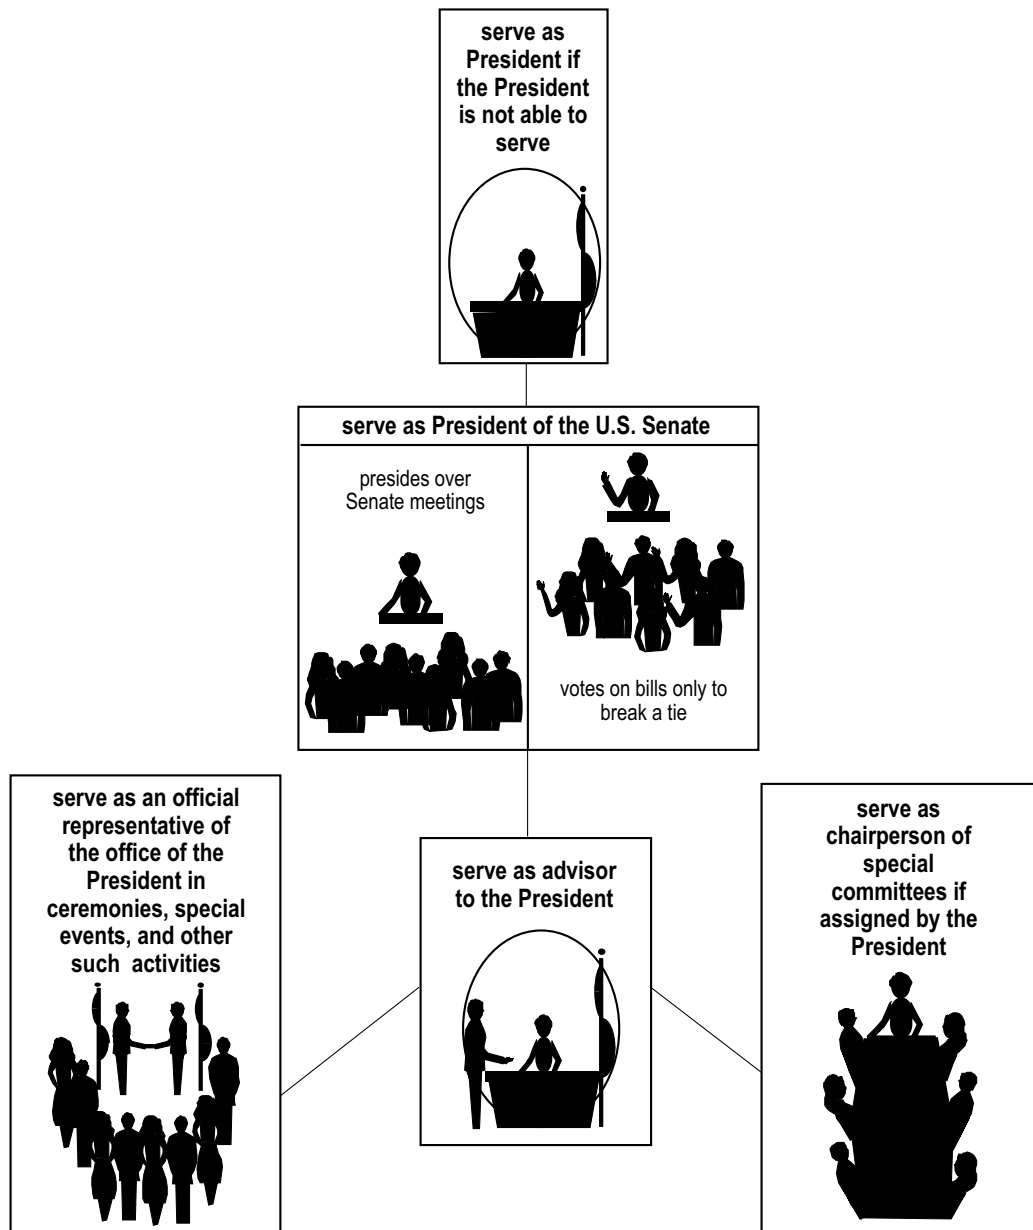 serve as
President if
the President
is not able to
serve
serve as President of the U.S. Senate
presides over
Senate meetings
votes on bills only to
break a tie
serve as an official
representative of
the office of the
President in
ceremonies, special
events, and other
such activities
serve as advisor
to the President
serve as
chairperson of
special
committees if
assigned by the
President